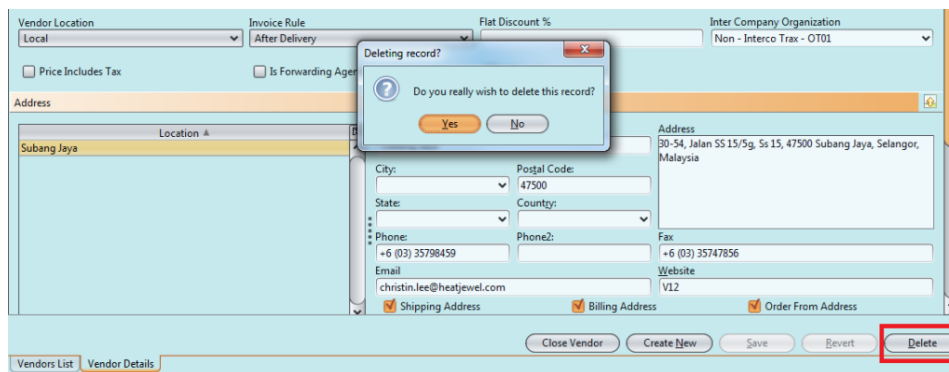 Vendor Location
Invoice Rule
Flat Discount %
Inter Company Organization
Local
After Delivery
Non - Interco Trax - OT01
Price Includes Tax
Is Forwarding Agen
Deleting record?
Do you really wish to delete this record?
Yes
No
Address
Location
Subang Jaya
Address
30-54, Jalan SS 15/5g, Ss 15, 47500 Subang Jaya, Selangor,
Malaysia
City:
Postal Code:
47500
State:
Country:
Phone:
Phone2:
Fax
+6 (03) 35798459
+6 (03) 35747856
Email
Website
christin.lee@heatjewel.com
V12
Shipping Address
Billing Address
Order From Address
Close Vendor
Create New
Save
Revert
Delete
Vendors List
Vendor Details